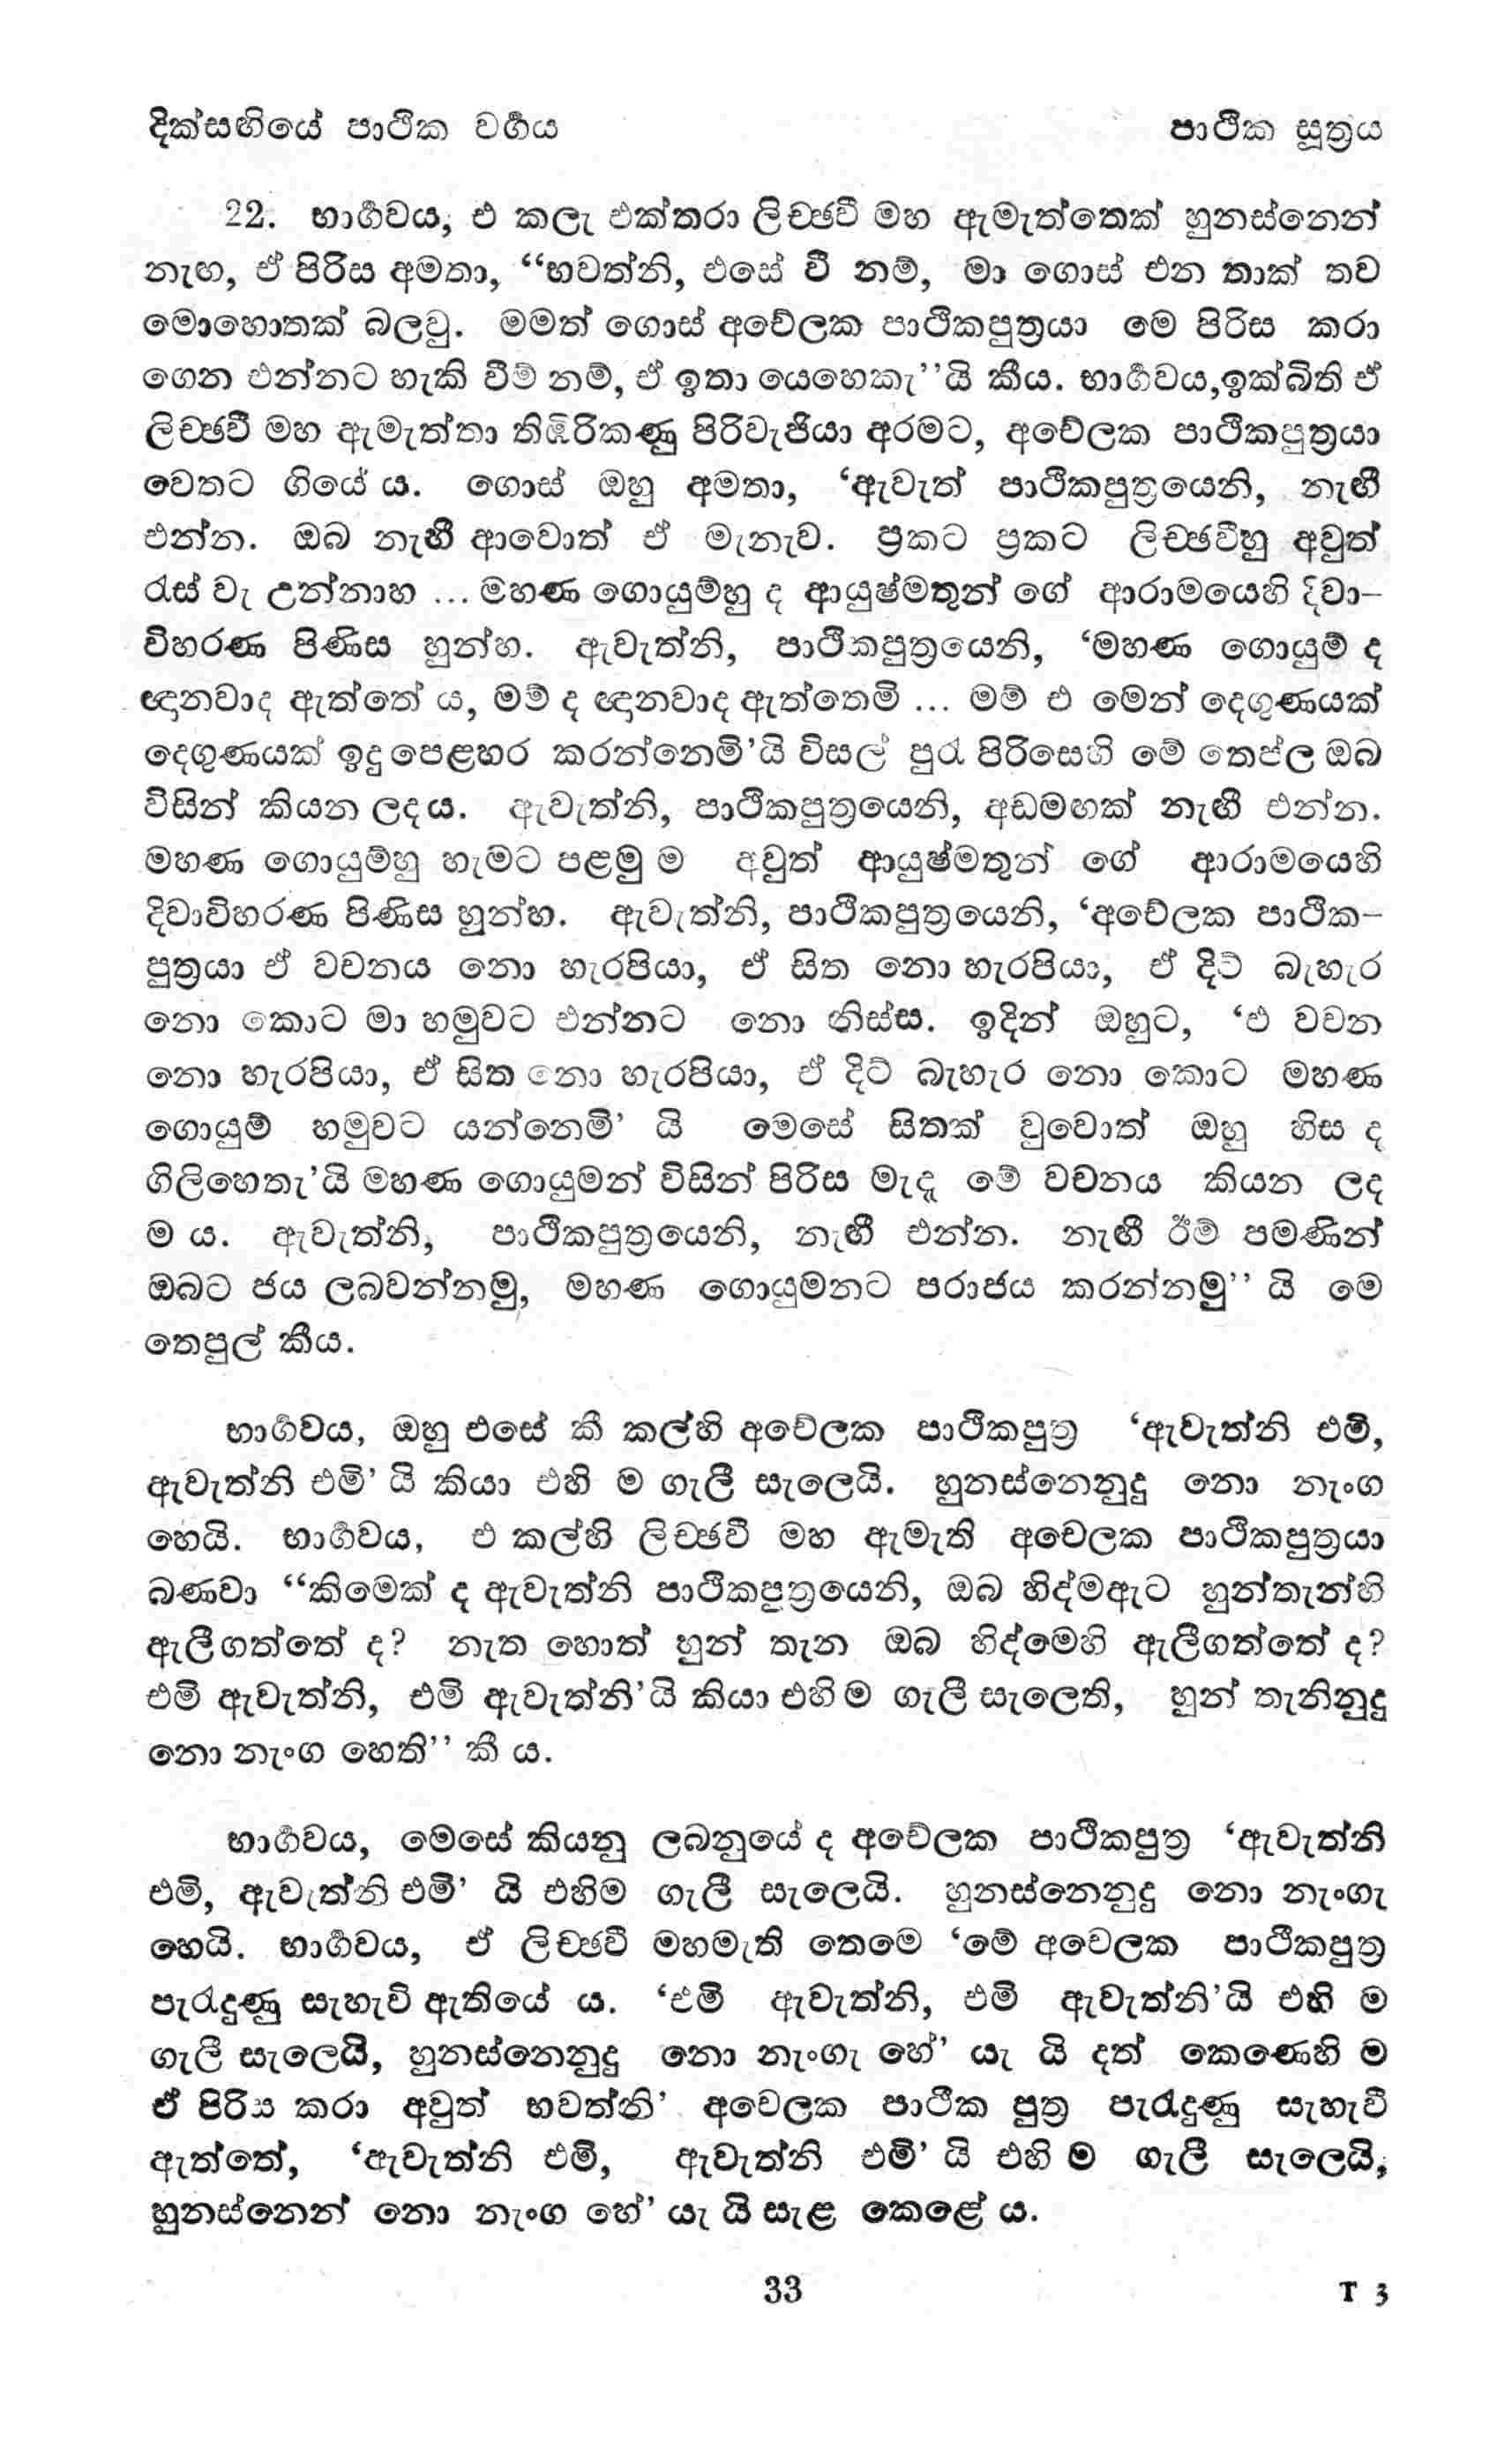 දික්සඟියේ පාථික වර්‍ගය
පාථික සූත්‍රය
22. භාර්‍ගවය, එ කලැ එක්තරා ලිච්ඡවී මහ ඇමැත්තෙක් හුනස්නෙන්
නැඟ, ඒ පිරිස අමතා, “භවත්නි, එසේ වී නම්, මා ගොස් එන තාක් තව
මොහොතක් බලවු. මමත් ගොස් අචේලක පාථිකපුත්‍රයා මෙ පිරිස කරා
ගෙන එන්නට හැකි වීම් නම්, ඒ ඉතා යෙහෙකැ’’යි කීය. භාර්‍ගවය,ඉක්බිති ඒ
ලිච්ඡවී මහ ඇමැත්තා තිඹිරිකණු පිරිවැජියා අරමට, අචේලක පාථිකපුත්‍රයා
වෙතට ගියේ ය. ගොස් ඔහු අමතා, ‘ඇවැත් පාථිකපුත්‍රයෙනි, නැඟී
එන්න. ඔබ නැඟී ආවොත් ඒ මැනැව. ප්‍රකට ප්‍රකට ලිච්ඡවීහු අවුත්
රැස් වැ උන්නාහ ... මහණ ගොයුම්හු ද ආයුෂ්මතුන් ගේ ආරාමයෙහි දිවා–
විහරණ පිණිස හුන්හ. ඇවැත්නි, පාථිකපුත්‍රයෙනි, ‘මහණ ගොයුම් ද
ඥානවාද ඇත්තේ ය, මම් ද ඥානවාද ඇත්තෙමි ... මම් එ මෙන් දෙගුණයක්
දෙගුණයක් ඉදු පෙළහර කරන්නෙමි’යි විසල් පුරැ පිරිසෙහි මේ තෙප්ල ඔබ
විසින් කියන ලදය. ඇවැත්නි, පාථිකපුත්‍රයෙනි, අඩමඟක් නැඟී එන්න.
මහණ ගොයුම්හු හැමට පළමු ම අවුත් ආයුෂ්මතුන් ගේ ආරාමයෙහි
දිවාවිහරණ පිණිස හුන්හ. ඇවැත්නි, පාථිකපුත්‍රයෙනි, ‘අචේලක පාථික–
පුත්‍රයා ඒ වචනය නො හැරපියා, ඒ සිත නො හැරපියා, ඒ දිට් බැහැර
නො කොට මා හමුවට එන්නට නො නිස්ස. ඉදින් ඔහුට, ‘එ වචන
නො හැරපියා, ඒ සිත නො හැරපියා, ඒ දිට් බැහැර නො කොට මහණ
ගොයුම් හමුවට යන්නෙමි’ යි මෙසේ සිතක් වුවොත් ඔහු හිස ද
ගිලිහෙතැ’යි මහණ ගොයුමන් විසින් පිරිස මැදැ මේ වචනය කියන ලද
ම ය. ඇවැත්නි, පාථිකපුත්‍රයෙනි, නැඟී එන්න. නැඟී ඊම් පමණින්
ඔබට ජය ලබවන්නමු, මහණ ගොයුමනට පරාජය කරන්නමු’’ යි මෙ
තෙපුල් කීය.
භාර්‍ගවය, ඔහු එසේ කී කල්හි අචේලක පාථිකපුත්‍ර ‘ඇවැත්නි එමි,
ඇවැත්නි එමි’ යි කියා එහි ම ගැලී සැලෙයි. හුනස්නෙනුදු නො නැංග
හෙයි. භාර්‍ගවය, එ කල්හි ලිච්ඡවී මහ ඇමැති අචෙලක පාථිකපුත්‍රයා
බණවා “කිමෙක් ද ඇවැත්නි පාථිකපුත්‍රයෙනි, ඔබ හිද්මඇට හුන්තැන්හි
ඇලීගත්තේ ද? නැත හොත් හුන් තැන ඔබ හිද්මෙහි ඇලීගත්තේ ද?
එමි ඇවැත්නි, එමි ඇවැත්නි’යි කියා එහි ම ගැලී සැලෙති, හුන් තැනිනුදු
නො නැංග හෙති’’ කී ය.
භාර්‍ගවය, මෙසේ කියනු ලබනුයේ ද අචේලක පාථිකපුත්‍ර ‘ඇවැත්නි
එමි, ඇවැත්නි එමි’ යි එහිම ගැලී සැලෙයි. හුනස්නෙනුදු නො නැංගැ
හෙයි. භාර්‍ගවය, ඒ ලිච්ඡවී මහමැති තෙමෙ ‘මේ අචෙලක පාථිකපුත්‍ර
පැරැදුණු සැහැවි ඇතියේ ය. ‘එමි ඇවැත්නි, එමි ඇවැත්නි’යි එහි ම
ගැලී සැලෙයි, හුනස්නෙනුදු නො නැංගැ හේ’ යැ යි දත් කෙණෙහි ම
ඒ පිරිස කරා අවුත් භවත්නි’ අචෙලක පාථික පුත්‍ර පැරැදුණු සැහැවී
ඇත්තේ, ‘ඇවැත්නි එමි, ඇවැත්නි එමි’ යි එහි ම ගැලී සැලෙයි,
හුනස්නෙන් නො නැංග හේ’ යැ යි සැළ කෙළේ ය.
33
T 3